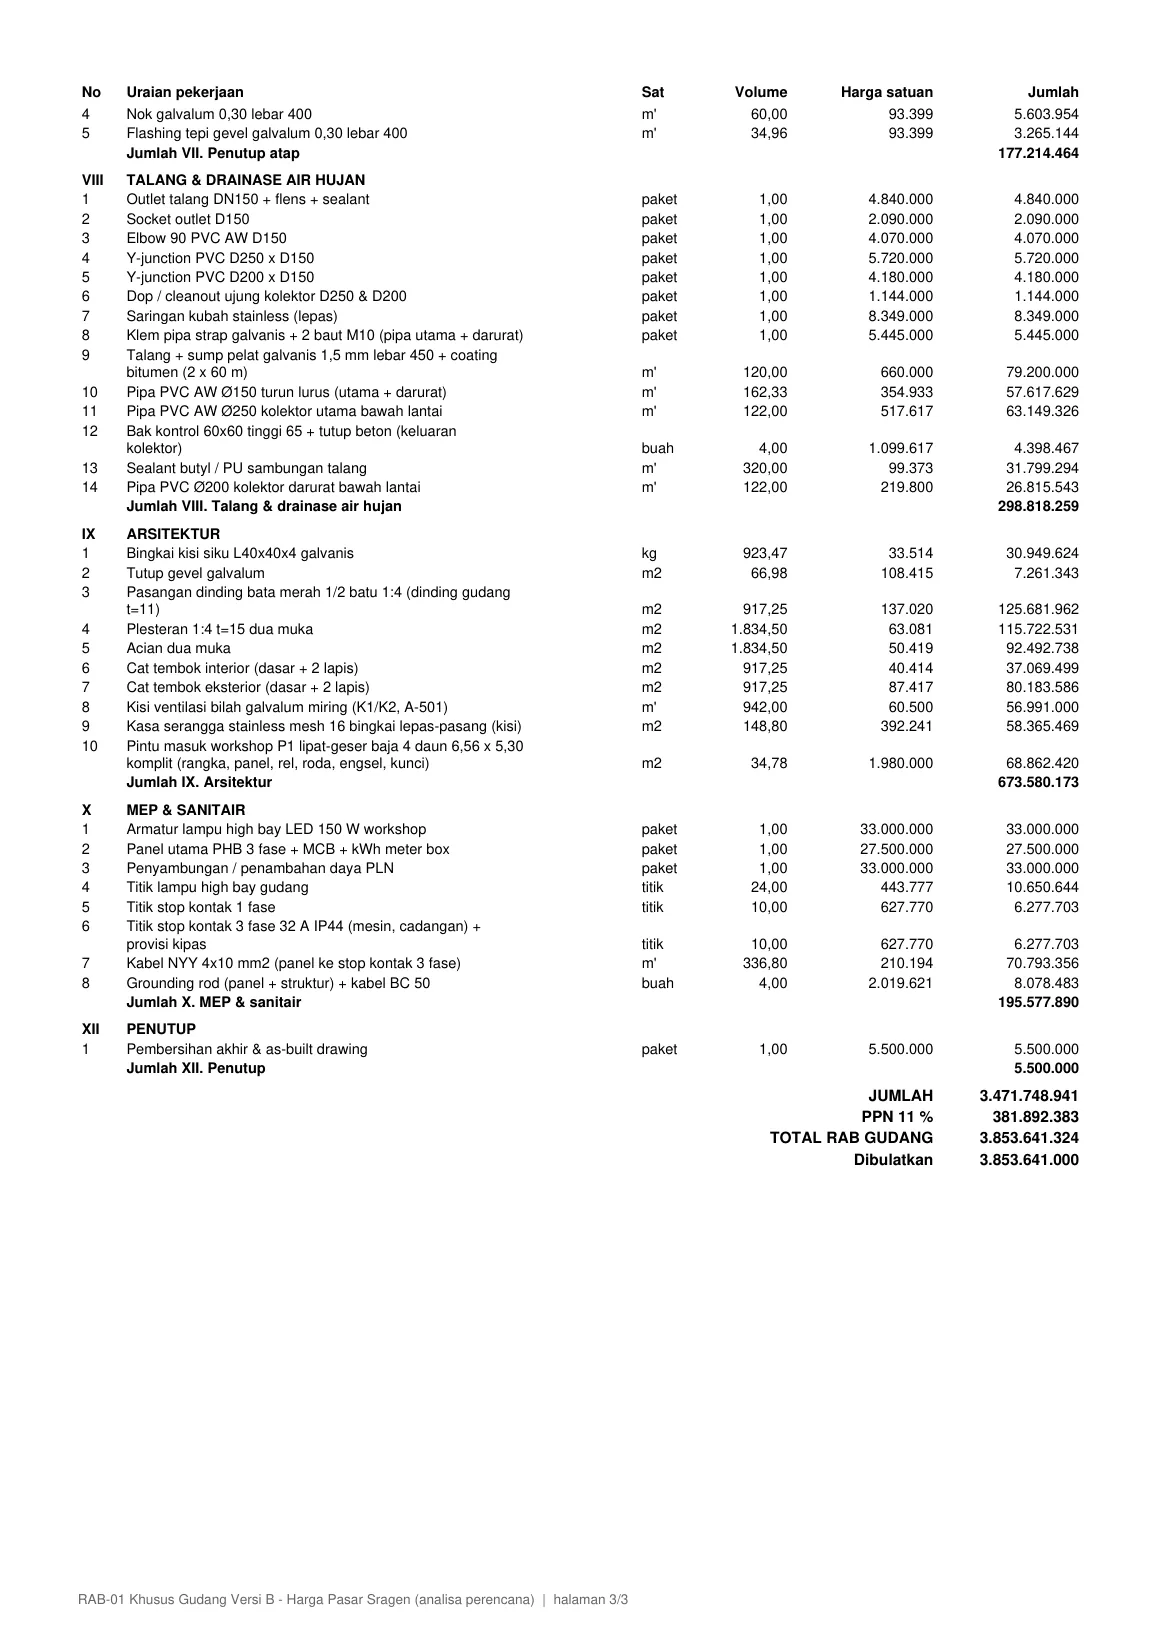 No Uraian pekerjaan Sat Volume Harga satuan Jumlah
4 Nok galvalum 0,30 lebar 400 m' 60,00 93.399 5.603.954
5 Flashing tepi gevel galvalum 0,30 lebar 400 m' 34,96 93.399 3.265.144
Jumlah VII. Penutup atap 177.214.464
VIII TALANG & DRAINASE AIR HUJAN
1 Outlet talang DN150 + flens + sealant paket 1,00 4.840.000 4.840.000
2 Socket outlet D150 paket 1,00 2.090.000 2.090.000
3 Elbow 90 PVC AW D150 paket 1,00 4.070.000 4.070.000
4 Y-junction PVC D250 x D150 paket 1,00 5.720.000 5.720.000
5 Y-junction PVC D200 x D150 paket 1,00 4.180.000 4.180.000
6 Dop / cleanout ujung kolektor D250 & D200 paket 1,00 1.144.000 1.144.000
7 Saringan kubah stainless (lepas) paket 1,00 8.349.000 8.349.000
8 Klem pipa strap galvanis + 2 baut M10 (pipa utama + darurat) paket 1,00 5.445.000 5.445.000
9 Talang + sump pelat galvanis 1,5 mm lebar 450 + coating
bitumen (2 x 60 m) m' 120,00 660.000 79.200.000
10 Pipa PVC AW Ø150 turun lurus (utama + darurat) m' 162,33 354.933 57.617.629
11 Pipa PVC AW Ø250 kolektor utama bawah lantai m' 122,00 517.617 63.149.326
12 Bak kontrol 60x60 tinggi 65 + tutup beton (keluaran
kolektor) buah 4,00 1.099.617 4.398.467
13 Sealant butyl / PU sambungan talang m' 320,00 99.373 31.799.294
14 Pipa PVC Ø200 kolektor darurat bawah lantai m' 122,00 219.800 26.815.543
Jumlah VIII. Talang & drainase air hujan 298.818.259
IX ARSITEKTUR
1 Bingkai kisi siku L40x40x4 galvanis kg 923,47 33.514 30.949.624
2 Tutup gevel galvalum m2 66,98 108.415 7.261.343
3 Pasangan dinding bata merah 1/2 batu 1:4 (dinding gudang
t=11) m2 917,25 137.020 125.681.962
4 Plesteran 1:4 t=15 dua muka m2 1.834,50 63.081 115.722.531
5 Acian dua muka m2 1.834,50 50.419 92.492.738
6 Cat tembok interior (dasar + 2 lapis) m2 917,25 40.414 37.069.499
7 Cat tembok eksterior (dasar + 2 lapis) m2 917,25 87.417 80.183.586
8 Kisi ventilasi bilah galvalum miring (K1/K2, A-501) m' 942,00 60.500 56.991.000
9 Kasa serangga stainless mesh 16 bingkai lepas-pasang (kisi) m2 148,80 392.241 58.365.469
10 Pintu masuk workshop P1 lipat-geser baja 4 daun 6,56 x 5,30
komplit (rangka, panel, rel, roda, engsel, kunci) m2 34,78 1.980.000 68.862.420
Jumlah IX. Arsitektur 673.580.173
X MEP & SANITAIR
1 Armatur lampu high bay LED 150 W workshop paket 1,00 33.000.000 33.000.000
2 Panel utama PHB 3 fase + MCB + kWh meter box paket 1,00 27.500.000 27.500.000
3 Penyambungan / penambahan daya PLN paket 1,00 33.000.000 33.000.000
4 Titik lampu high bay gudang titik 24,00 443.777 10.650.644
5 Titik stop kontak 1 fase titik 10,00 627.770 6.277.703
6 Titik stop kontak 3 fase 32 A IP44 (mesin, cadangan) +
provisi kipas titik 10,00 627.770 6.277.703
7 Kabel NYY 4x10 mm2 (panel ke stop kontak 3 fase) m' 336,80 210.194 70.793.356
8 Grounding rod (panel + struktur) + kabel BC 50 buah 4,00 2.019.621 8.078.483
Jumlah X. MEP & sanitair 195.577.890
XII PENUTUP
1 Pembersihan akhir & as-built drawing paket 1,00 5.500.000 5.500.000
Jumlah XII. Penutup 5.500.000
JUMLAH 3.471.748.941
PPN 11 % 381.892.383
TOTAL RAB GUDANG 3.853.641.324
Dibulatkan 3.853.641.000
RAB-01 Khusus Gudang Versi B - Harga Pasar Sragen (analisa perencana) | halaman 3/3